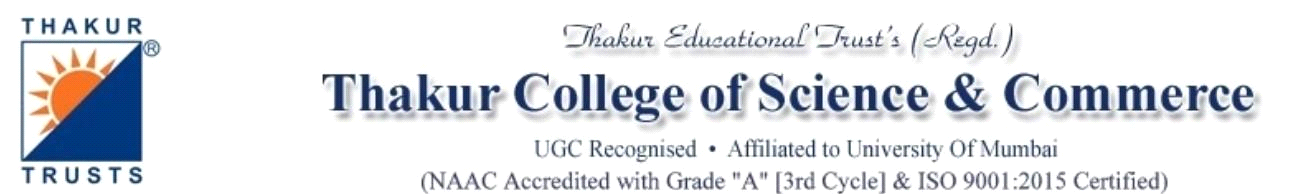 THAKUR
®
TRUSTS
Thakur Educational Trust's (Regd.)
Thakur College of Science & Commerce
UGC Recognised • Affiliated to University Of Mumbai
(NAAC Accredited with Grade "A" [3rd Cycle] & ISO 9001:2015 Certified)